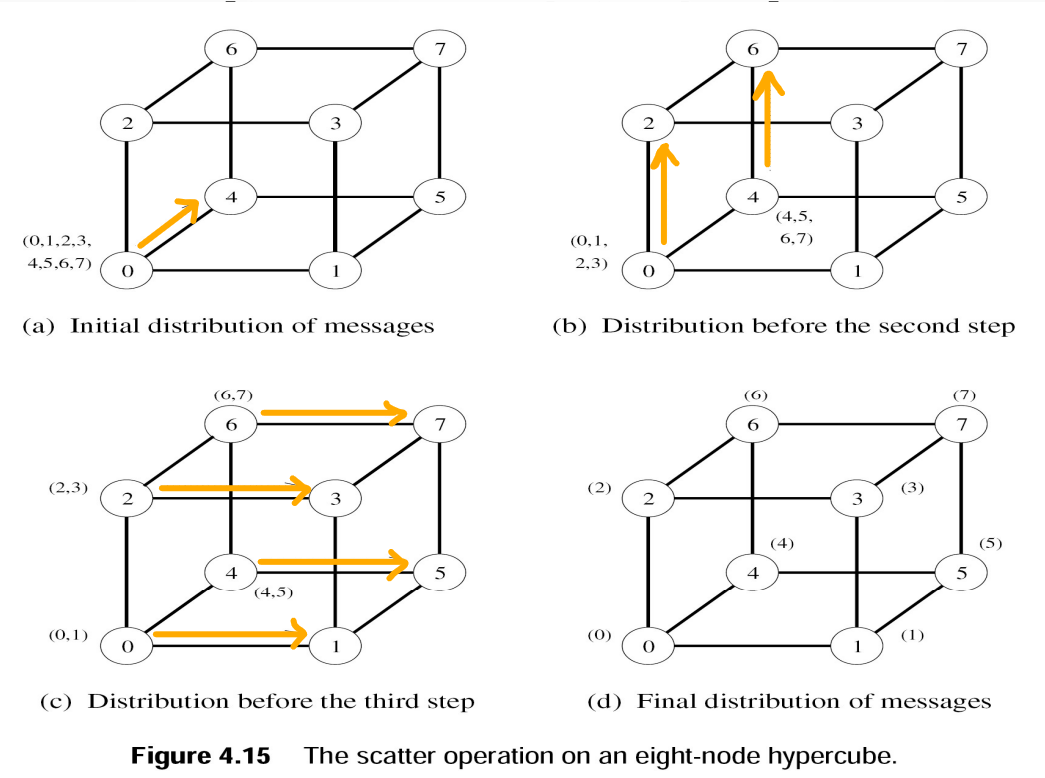 6 7
2 3
4 5
(0,1,2,3,
4,5,6,7) 0 1
(a) Initial distribution of messages
6 7
2 3
4 5
(4,5,
6,7)
(0,1,
2,3) 0 1
(b) Distribution before the second step
(6,7)
6 7
(2,3) 2 3
4 5
(4,5)
(0,1) 0 1
(c) Distribution before the third step
(6) (7)
6 7
(2) 2 3 (3)
(4) (5)
4 5
(0) 0 1 (1)
(d) Final distribution of messages
Figure 4.15 The scatter operation on an eight-node hypercube.